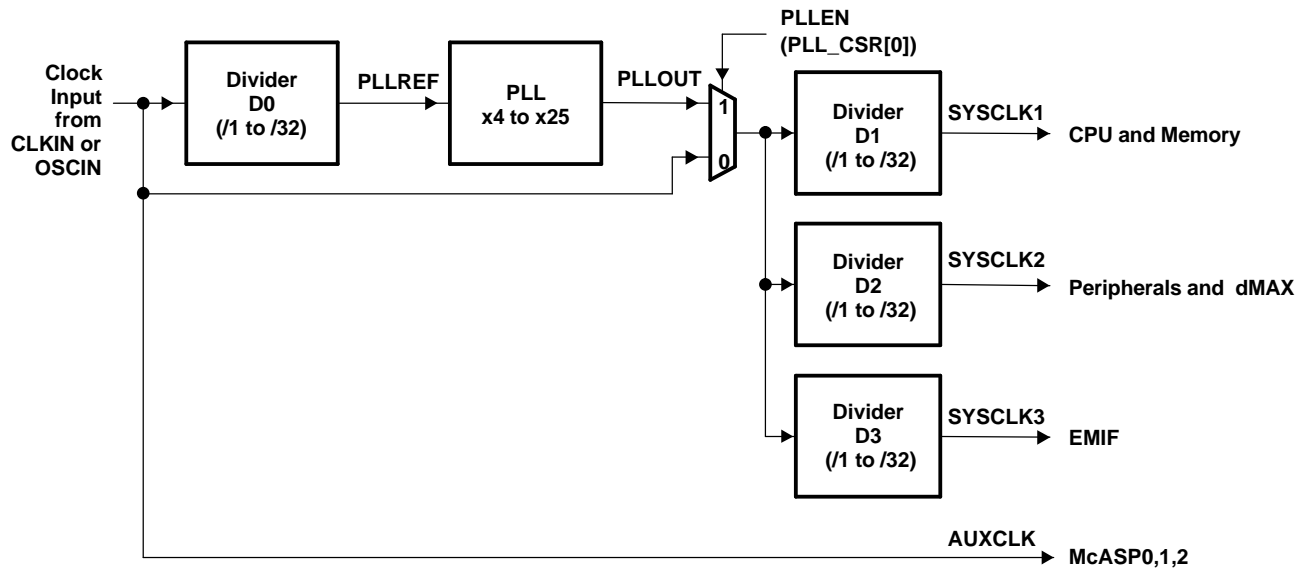 PLLEN
(PLL_CSR[0])
Clock
Input
from
CLKIN or
OSCIN
Divider
D0
(/1 to /32)
PLLREF
PLL
x4 to x25
PLLOUT
1
0
Divider
D1
(/1 to /32)
SYSCLK1
CPU and Memory
Divider
D2
(/1 to /32)
SYSCLK2
Peripherals and dMAX
Divider
D3
(/1 to /32)
SYSCLK3
EMIF
AUXCLK
McASP0,1,2